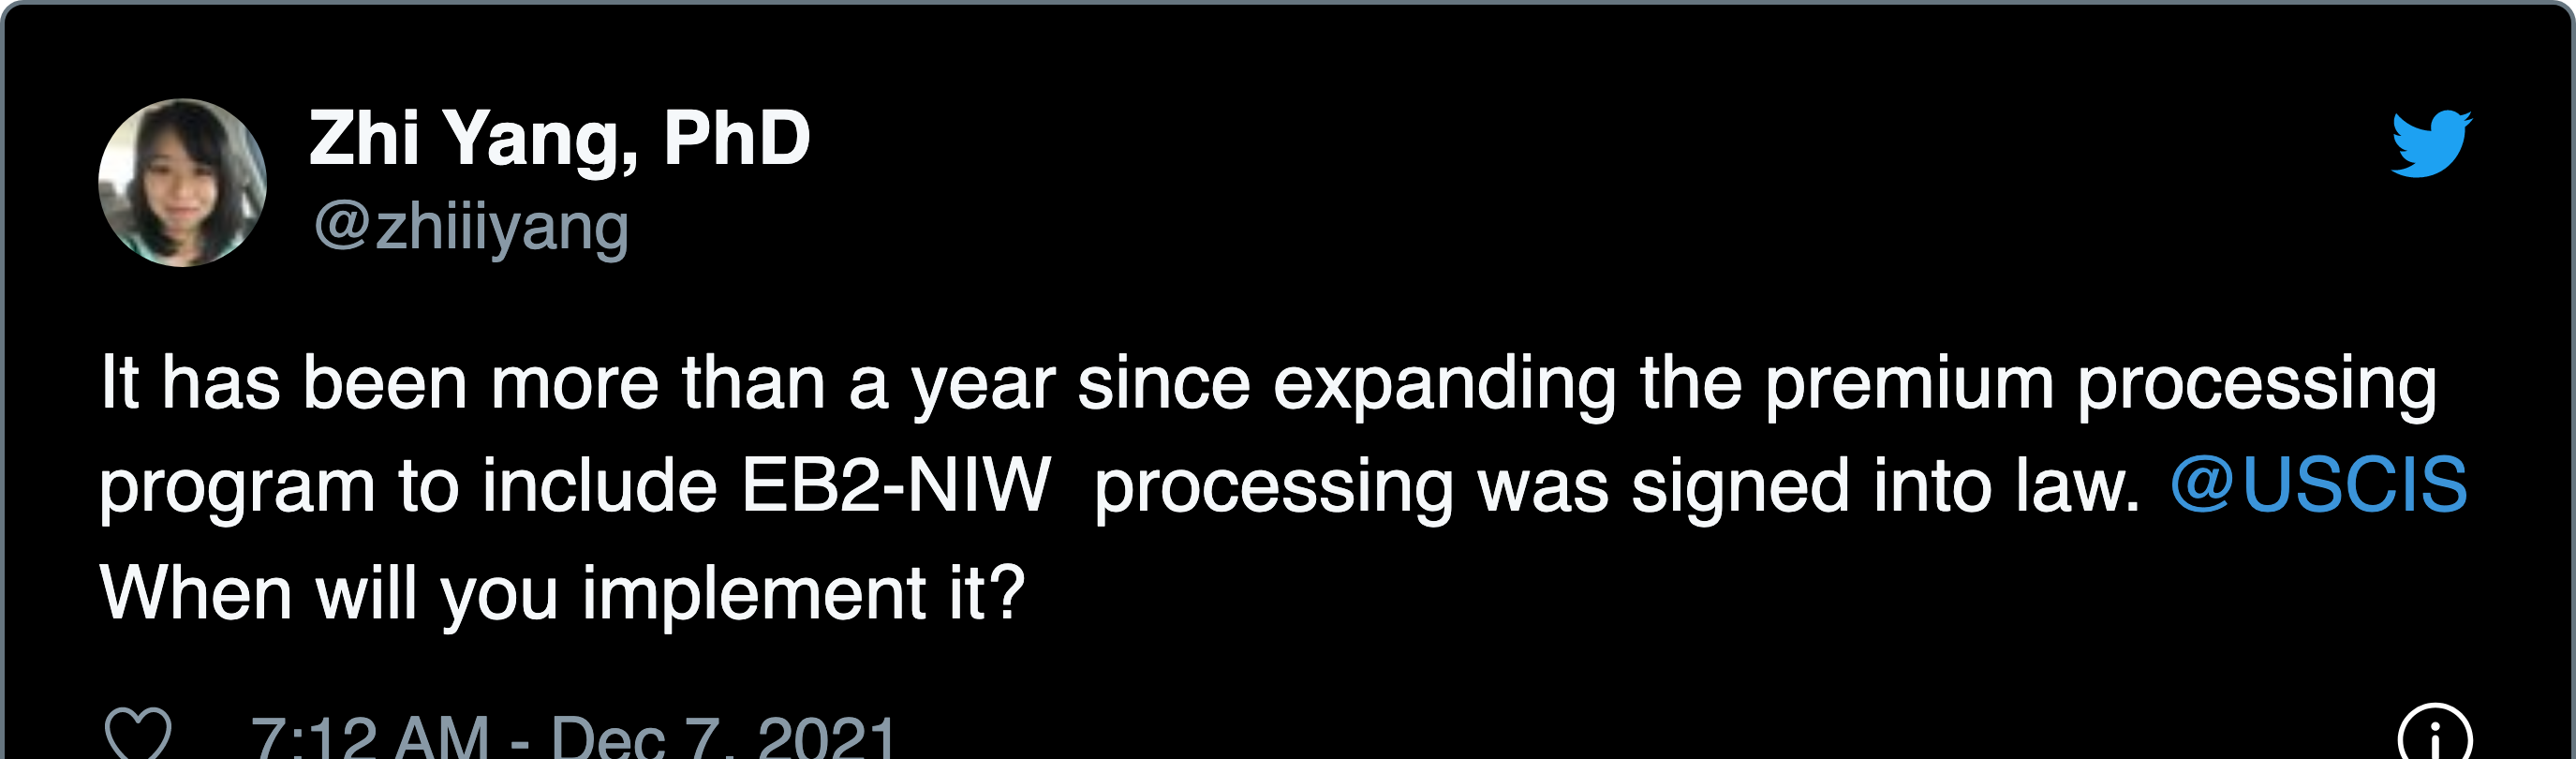 Zhi Yang, PhD
@zhiiiyang
It has been more than a year since expanding the premium processing
program to include EB2-NIW  processing was signed into law. @USCIS
When will you implement it?
7:12 AM - Dec 7, 2021